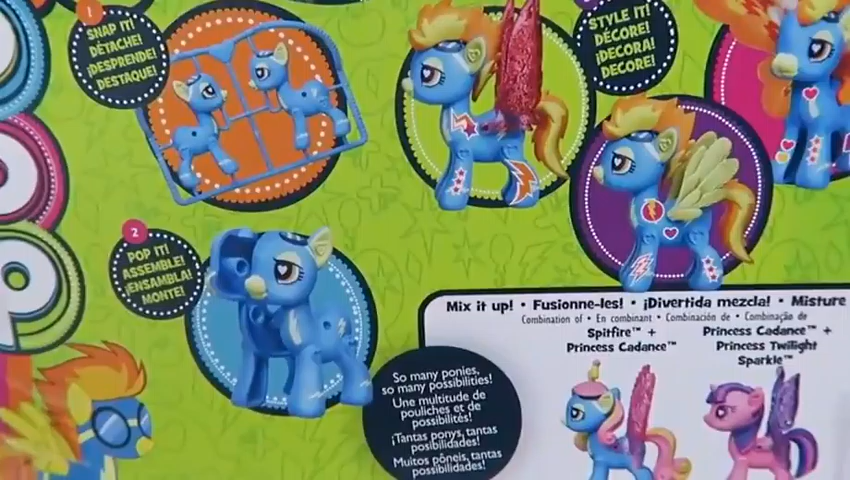 1
SNAP IT!
DÉTACHE!
¡DESPRENDE!
DESTAQUE!
STYLE IT!
DÉCORE!
¡DECORA!
DECORE!
2
POP IT!
ASSEMBLE!
¡ENSAMBLA!
MONTE!
Mix it up! • Fusionne-les! • ¡Divertida mezcla! • Misture
Combination of • En combinant • Combinación de • Combinação de
Spitfire™ +
Princess Cadance™
Princess Cadance™ +
Princess Twilight
Sparkle™
So many ponies,
so many possibilities!
Une multitude de
pouliches et de
possibilités!
¡Tantas ponys, tantas
posibilidades!
Muitos pôneis, tantas
possibilidades!